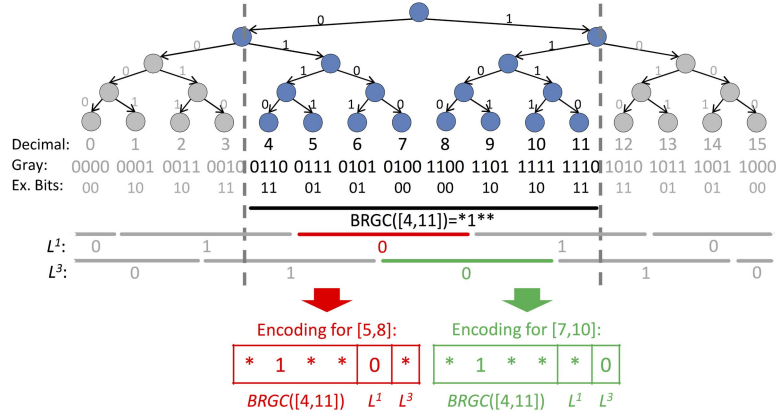 0 1
0 1 1 0
0 1 1 0 0 1 1 0
0 1 1 0 0 1 1 0 0 1 1 0 0 1 1 0
Decimal: 0 1 2 3 4 5 6 7 8 9 10 11 12 13 14 15
Gray: 0000 0001 0011 0010 0110 0111 0101 0100 1100 1101 1111 1110 1010 1011 1001 1000
Ex. Bits: 00 10 10 11 11 01 01 00 00 10 10 11 11 01 01 00
BRGC([4,11])=*1**
L¹: 0 1 0 1 0
L³: 0 1 0 1 0
Encoding for [5,8]: Encoding for [7,10]:
* 1 * * 0 * * 1 * * * 0
BRGC([4,11]) L¹ L³ BRGC([4,11]) L¹ L³